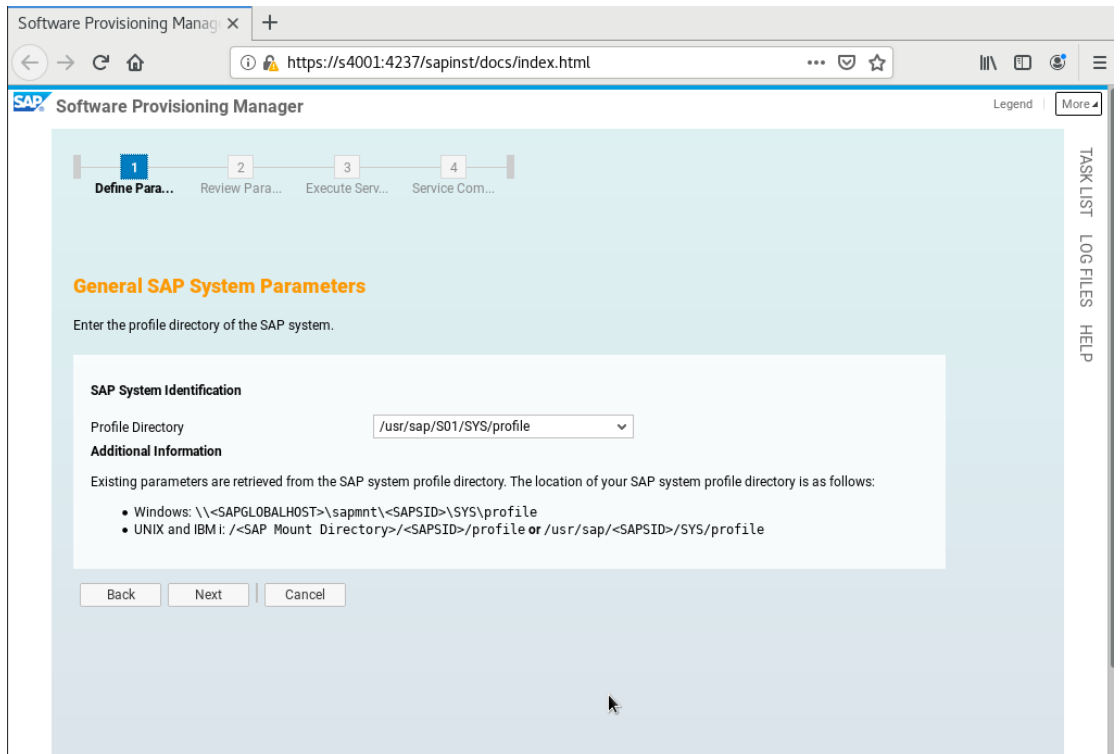 Software Provisioning Manag
https://s4001:4237/sapinst/docs/index.html
SAP Software Provisioning Manager
Legend
More
1
2
3
4
Define Para...
Review Para...
Execute Serv...
Service Com...
TASK LIST
LOG FILES
HELP
General SAP System Parameters
Enter the profile directory of the SAP system.
SAP System Identification
Profile Directory
/usr/sap/S01/SYS/profile
Additional Information
Existing parameters are retrieved from the SAP system profile directory. The location of your SAP system profile directory is as follows:
• Windows: \\<SAPGLOBALHOST>\sapmnt\<SAPSID>\SYS\profile
• UNIX and IBM i: /<SAP Mount Directory>/<SAPSID>/profile or /usr/sap/<SAPSID>/SYS/profile
Back
Next
Cancel